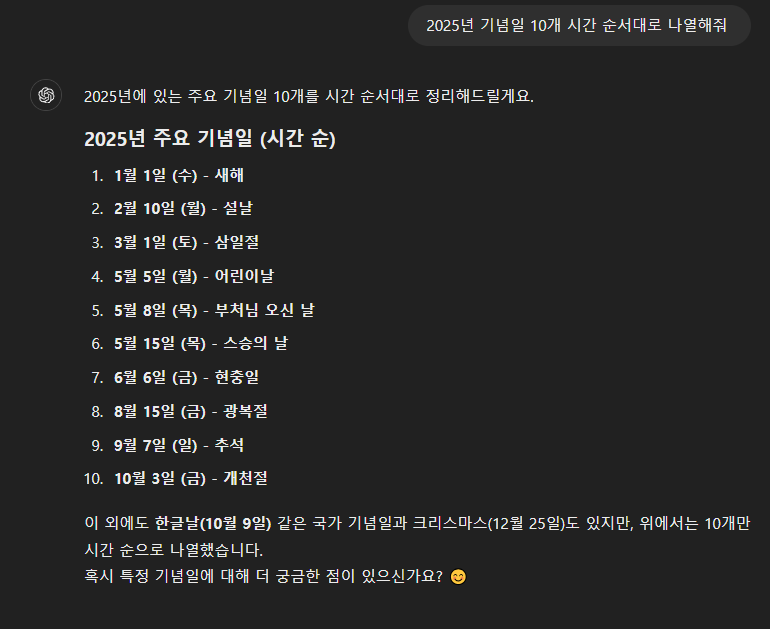 2025년 기념일 10개 시간 순서대로 나열해줘
2025년에 있는 주요 기념일 10개를 시간 순서대로 정리해드릴게요.
2025년 주요 기념일 (시간 순)
1. 1월 1일 (수) - 새해
2. 2월 10일 (월) - 설날
3. 3월 1일 (토) - 삼일절
4. 5월 5일 (월) - 어린이날
5. 5월 8일 (목) - 부처님 오신 날
6. 5월 15일 (목) - 스승의 날
7. 6월 6일 (금) - 현충일
8. 8월 15일 (금) - 광복절
9. 9월 7일 (일) - 추석
10. 10월 3일 (금) - 개천절
이 외에도 한글날(10월 9일) 같은 국가 기념일과 크리스마스(12월 25일)도 있지만, 위에서는 10개만
시간 순으로 나열했습니다.
혹시 특정 기념일에 대해 더 궁금한 점이 있으신가요? 😊